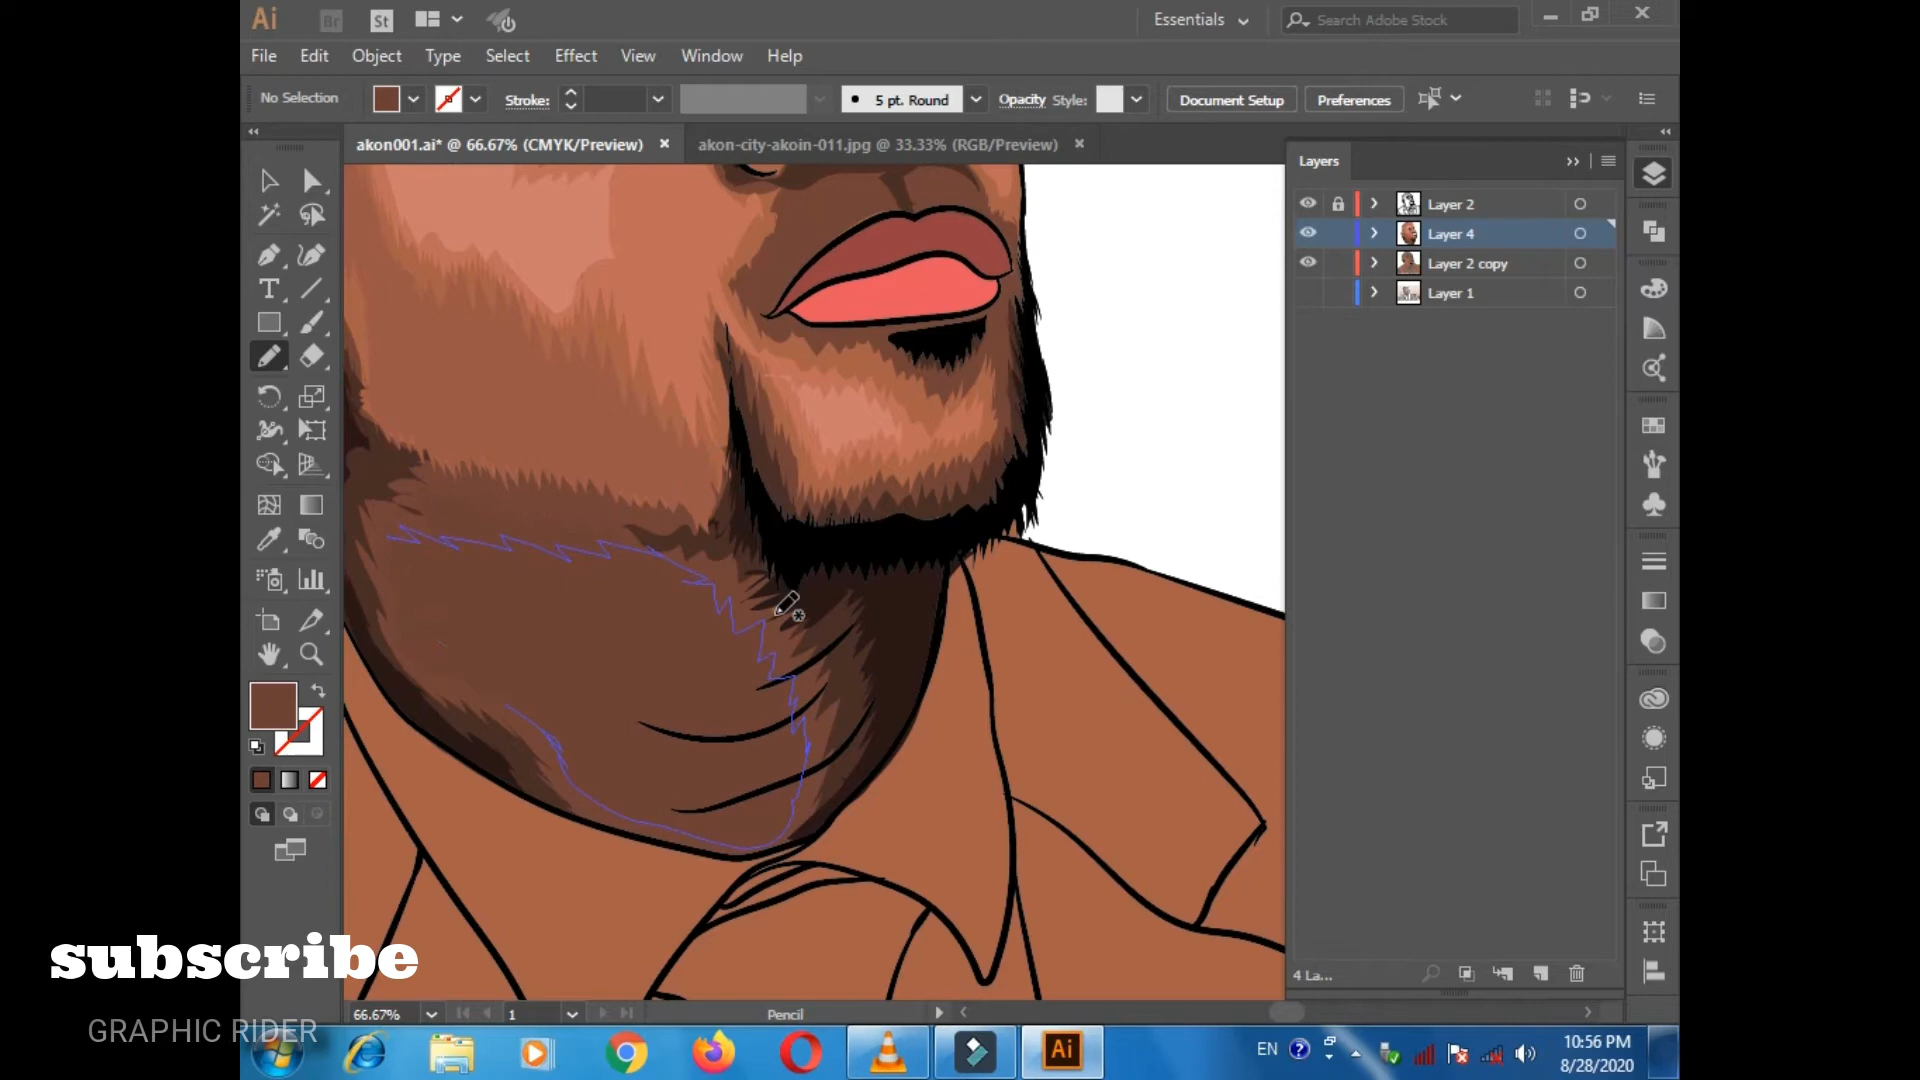 Ai Br St Essentials Search Adobe Stock
File Edit Object Type Select Effect View Window Help
No Selection Stroke: 5 pt. Round Opacity Style: Document Setup Preferences
akon001.ai* @ 66.67% (CMYK/Preview) akon-city-akoin-011.jpg @ 33.33% (RGB/Preview)
Layers
Layer 2
Layer 4
Layer 2 copy
Layer 1
4 La...
66.67% 1 Pencil
subscribe
GRAPHIC RIDER
Ai EN 10:56 PM
8/28/2020